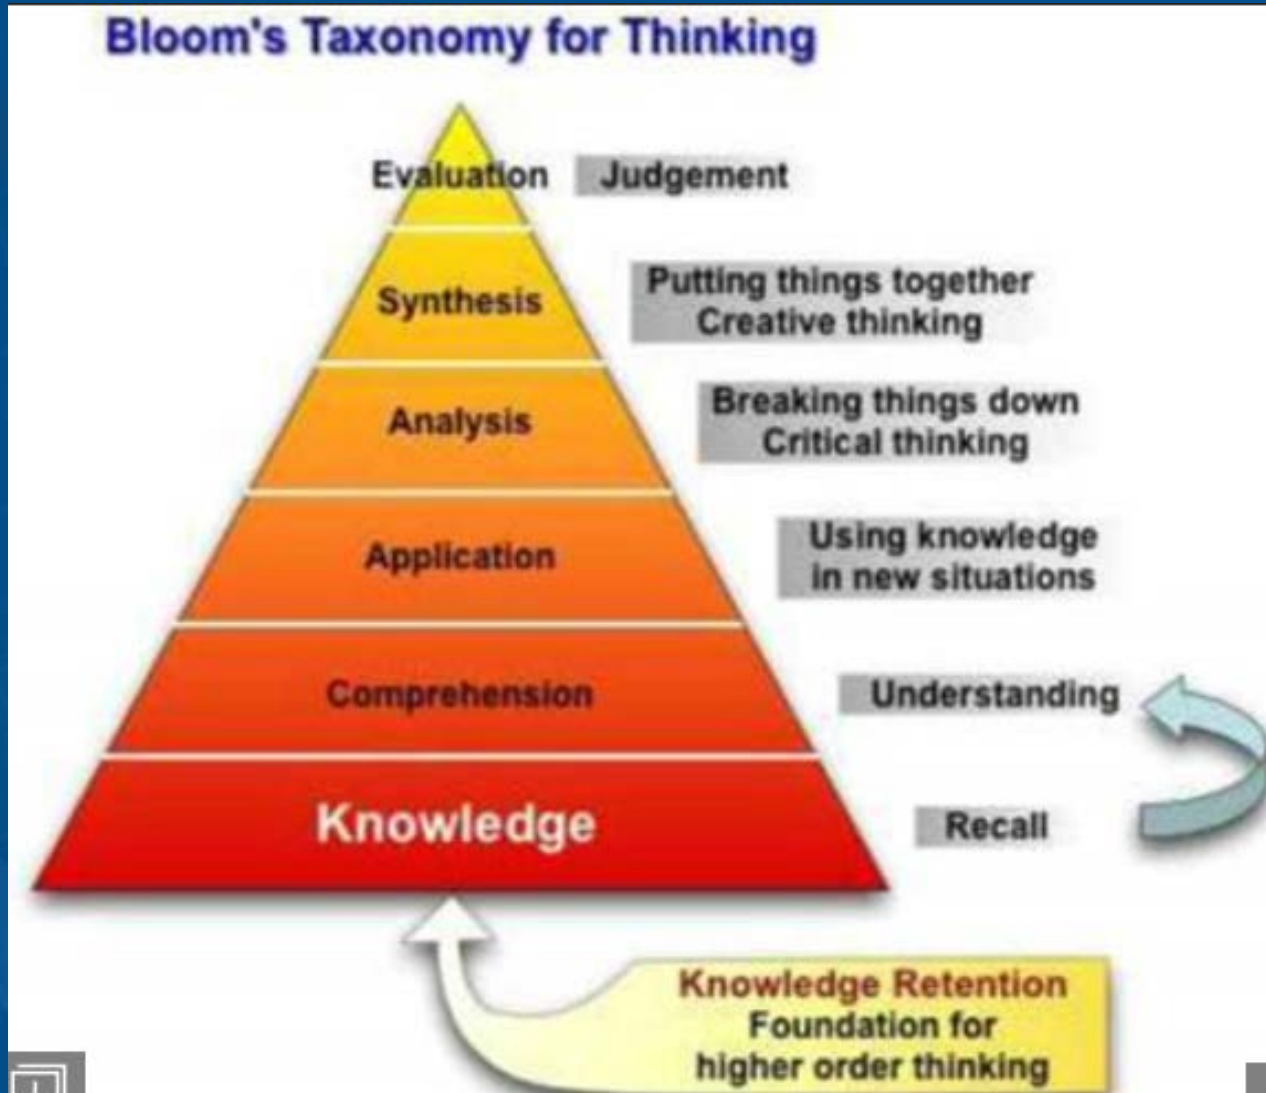 Bloom's Taxonomy for Thinking
Evaluation
Judgement
Synthesis
Putting things together
Creative thinking
Analysis
Breaking things down
Critical thinking
Application
Using knowledge
in new situations
Comprehension
Understanding
Knowledge
Recall
Knowledge Retention
Foundation for
higher order thinking